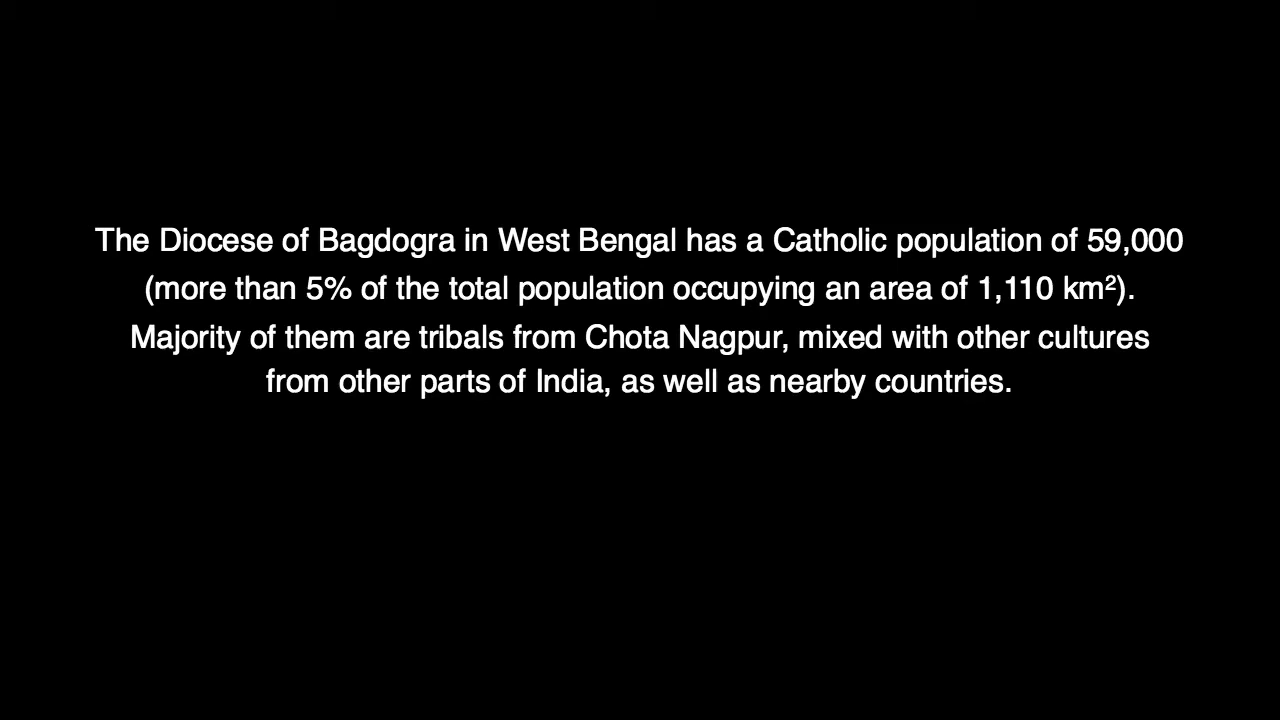 The Diocese of Bagdogra in West Bengal has a Catholic population of 59,000
(more than 5% of the total population occupying an area of 1,110 km²).
Majority of them are tribals from Chota Nagpur, mixed with other cultures
from other parts of India, as well as nearby countries.